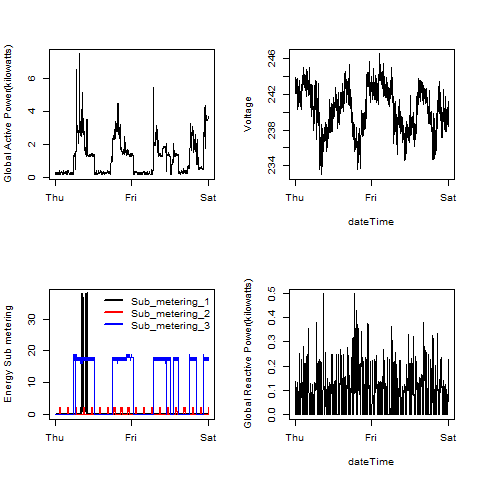 Global Active Power(kilowatts)
0 2 4 6
Thu Fri Sat
Voltage
234 238 242 246
Thu Fri Sat
dateTime
Energy Sub metering
0 10 20 30
Sub_metering_1
Sub_metering_2
Sub_metering_3
Thu Fri Sat
Global Reactive Power(kilowatts)
0.0 0.1 0.2 0.3 0.4 0.5
Thu Fri Sat
dateTime